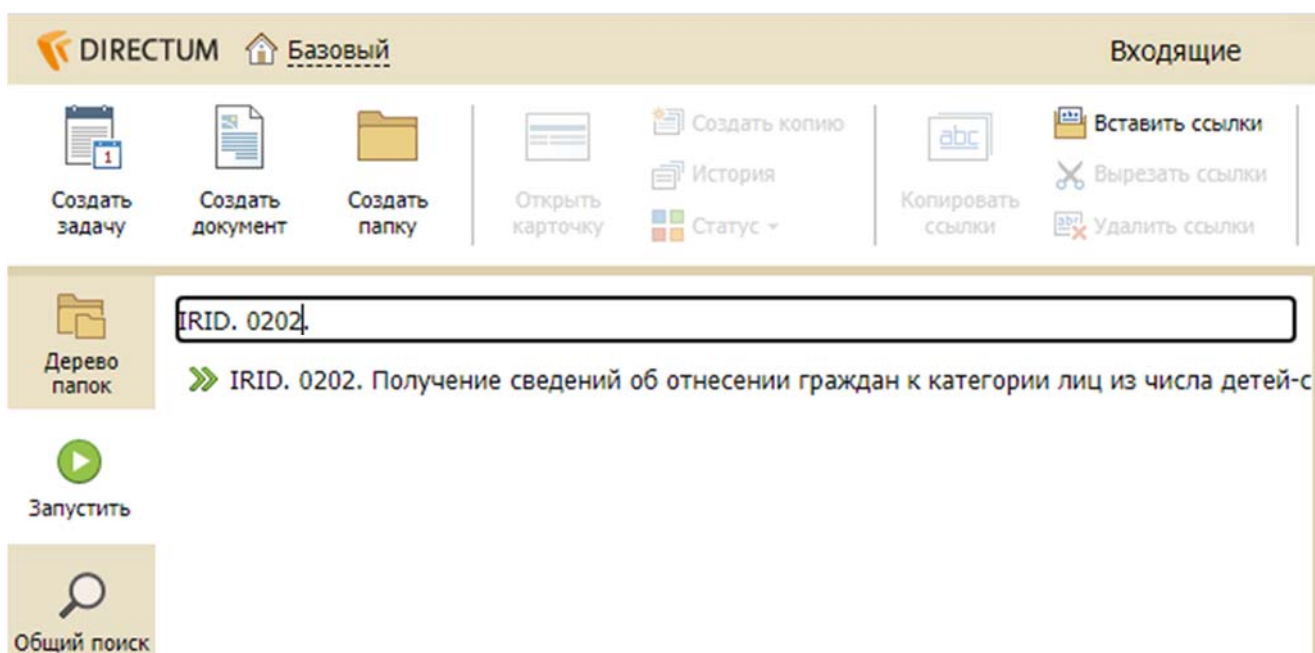 DIRECTUM Базовый Входящие
Создать задачу
Создать документ
Создать папку
Открыть карточку
Создать копию
История
Статус
abc
Копировать ссылки
Вставить ссылки
Вырезать ссылки
Удалить ссылки
Дерево папок
IRID. 0202.
IRID. 0202. Получение сведений об отнесении граждан к категории лиц из числа детей-с
Запустить
Общий поиск